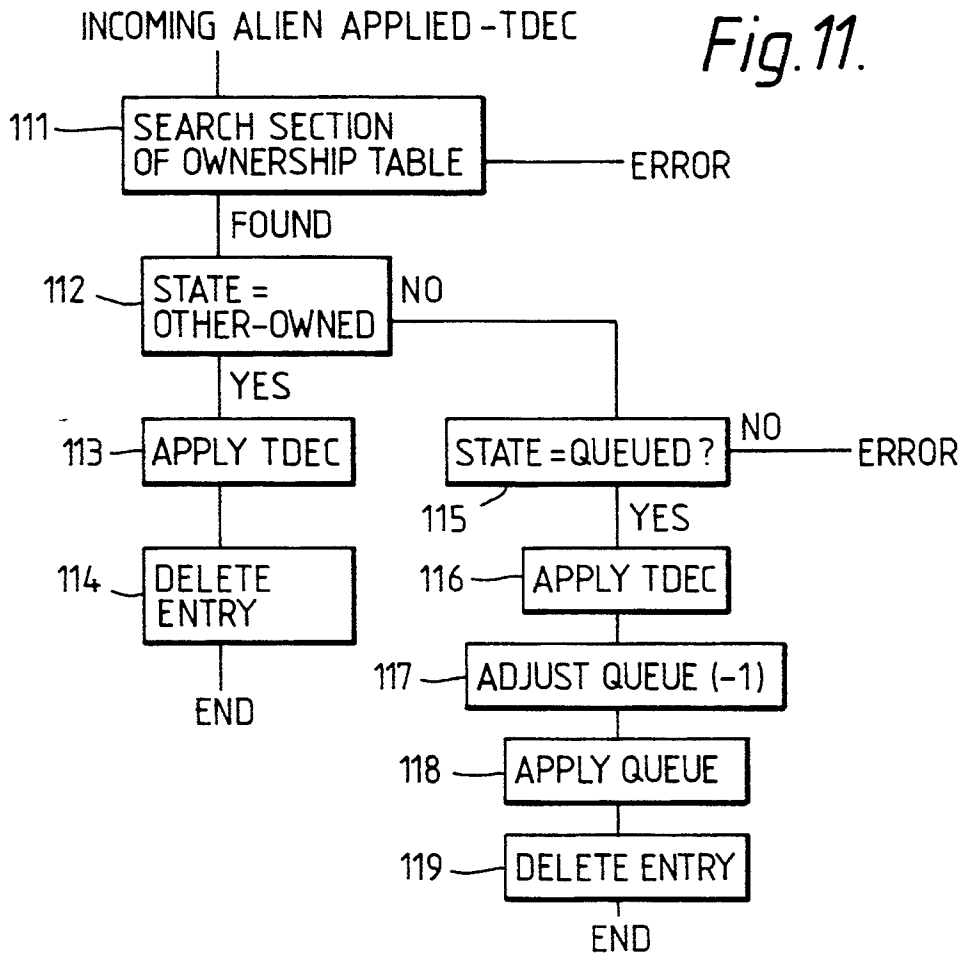 INCOMING ALIEN APPLIED-TDEC
Fig.11.
111
SEARCH SECTION
OF OWNERSHIP TABLE
ERROR
FOUND
112
STATE =
OTHER-OWNED
NO
YES
113
APPLY TDEC
STATE=QUEUED?
NO
ERROR
115
YES
114
DELETE
ENTRY
116
APPLY TDEC
END
117
ADJUST QUEUE (-1)
118
APPLY QUEUE
119
DELETE ENTRY
END